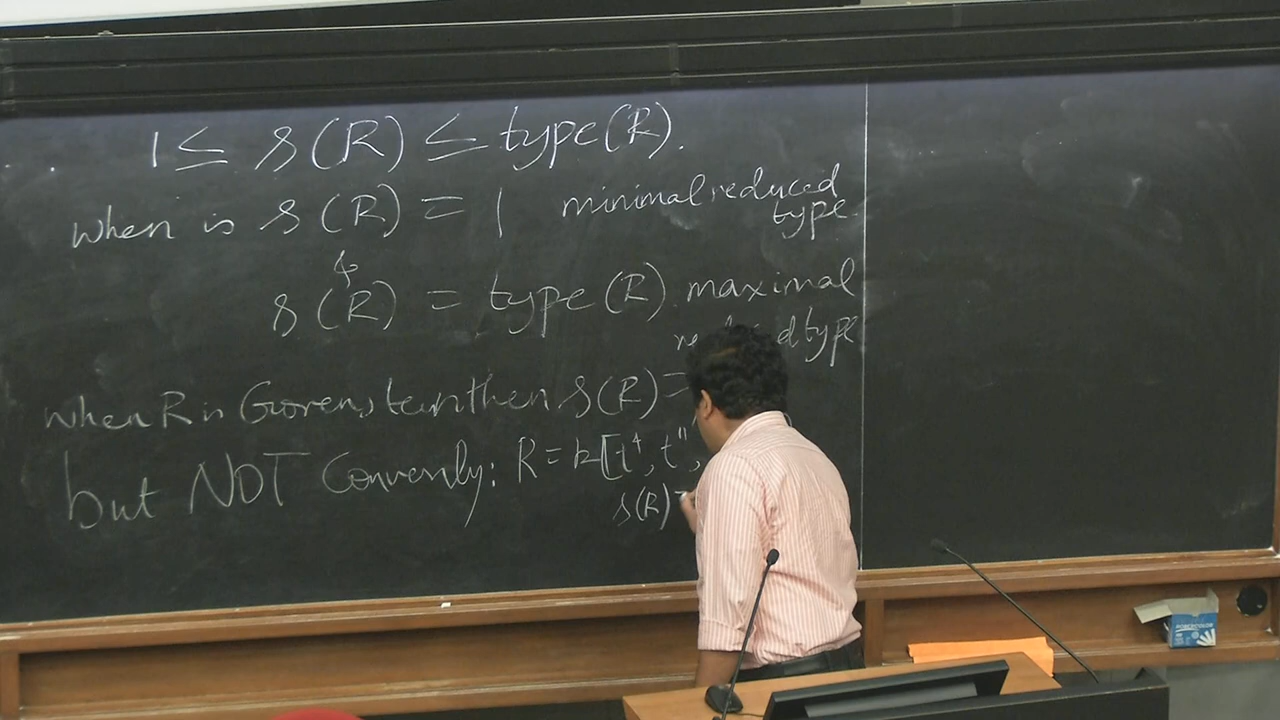 1 ≤ s(R) ≤ type(R).
When is s(R) = 1 minimal reduced type.
&
s(R) = type(R). maximal
type
when R is Gorenstein then s(R) =
but NOT Conversely: R = k[[t⁴, t¹¹,
s(R) =